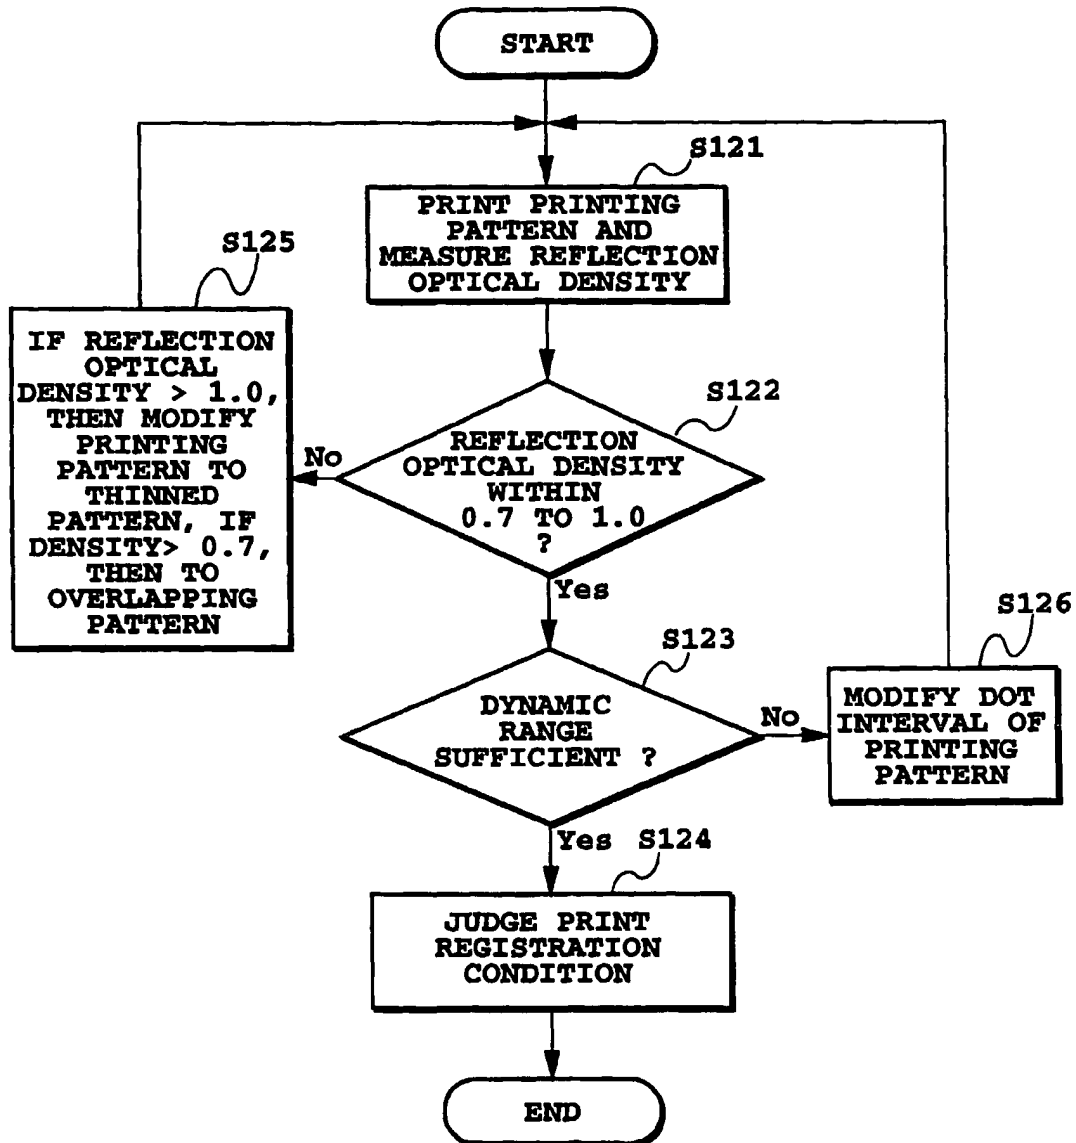 START
S121
PRINT PRINTING
PATTERN AND
MEASURE REFLECTION
OPTICAL DENSITY
S125
IF REFLECTION
OPTICAL
DENSITY > 1.0,
THEN MODIFY
PRINTING
PATTERN TO
THINNED
PATTERN, IF
DENSITY> 0.7,
THEN TO
OVERLAPPING
PATTERN
S122
REFLECTION
OPTICAL DENSITY
WITHIN
0.7 TO 1.0
?
No
Yes
S123
DYNAMIC
RANGE
SUFFICIENT ?
No
S126
MODIFY DOT
INTERVAL OF
PRINTING
PATTERN
Yes
S124
JUDGE PRINT
REGISTRATION
CONDITION
END